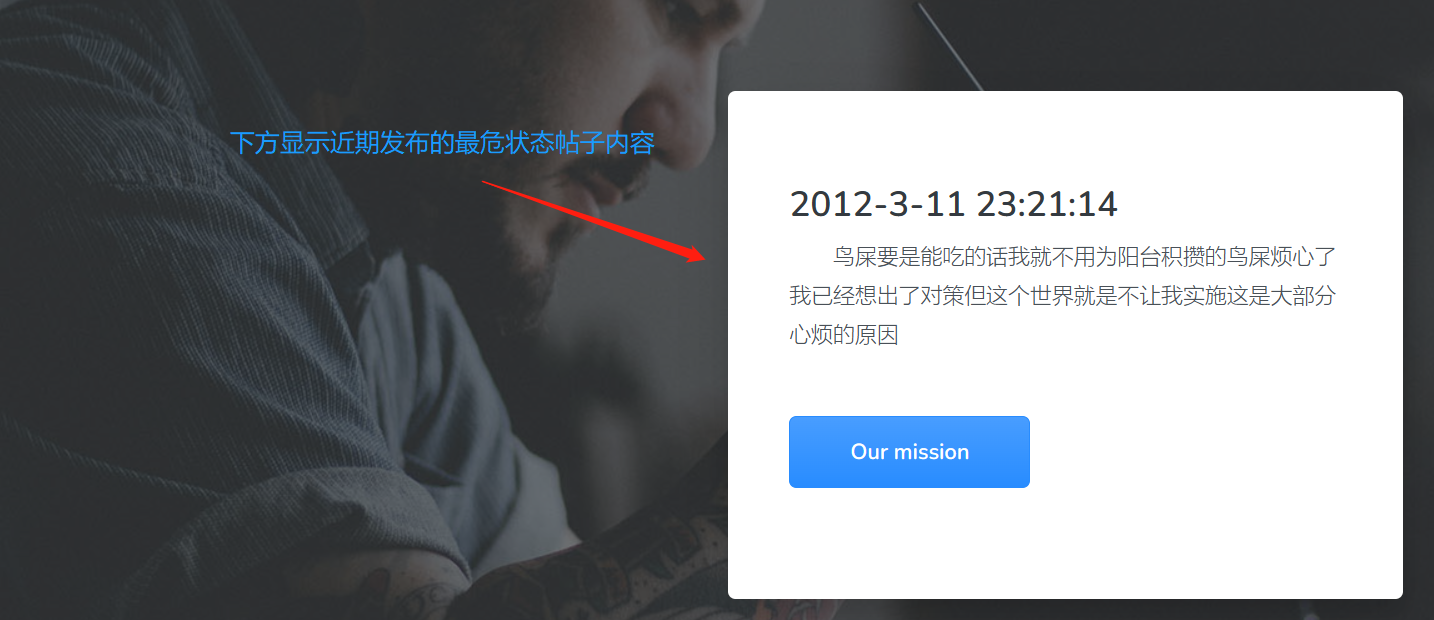 下方显示近期发布的最危状态帖子内容
2012-3-11 23:21:14
鸟屎要是能吃的话我就不用为阳台积攒的鸟屎烦心了
我已经想出了对策但这个世界就是不让我实施这是大部分
心烦的原因
Our mission